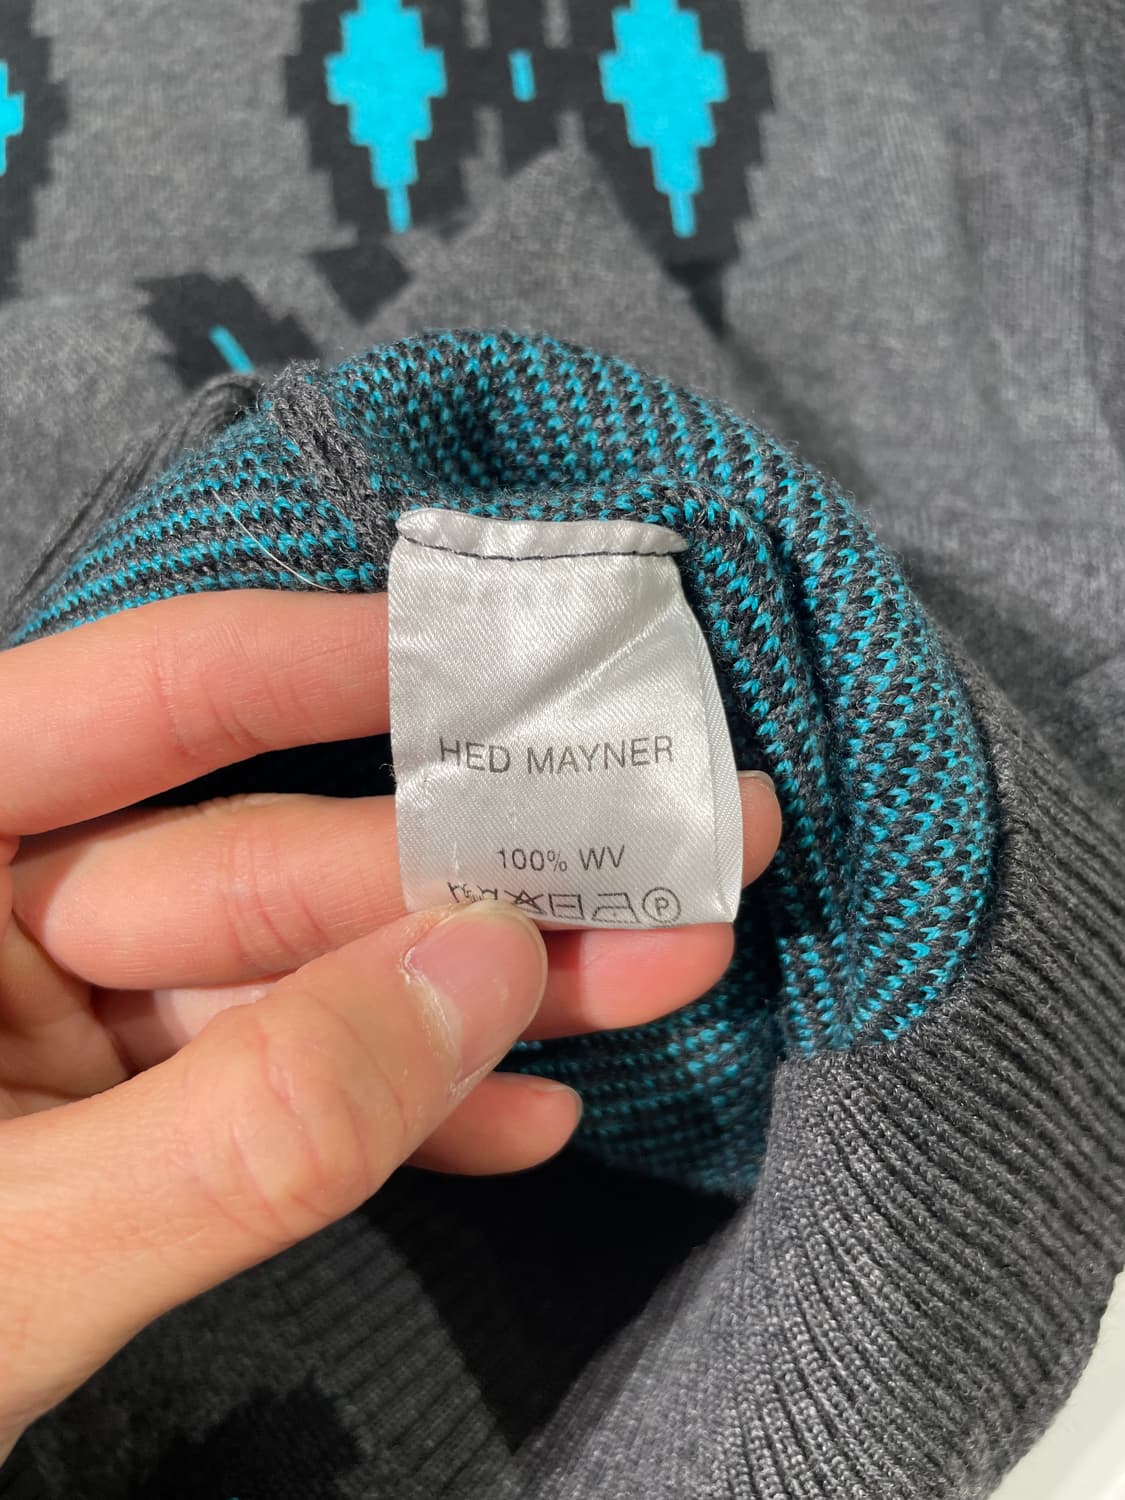 HED MAYNER
100% WV
P